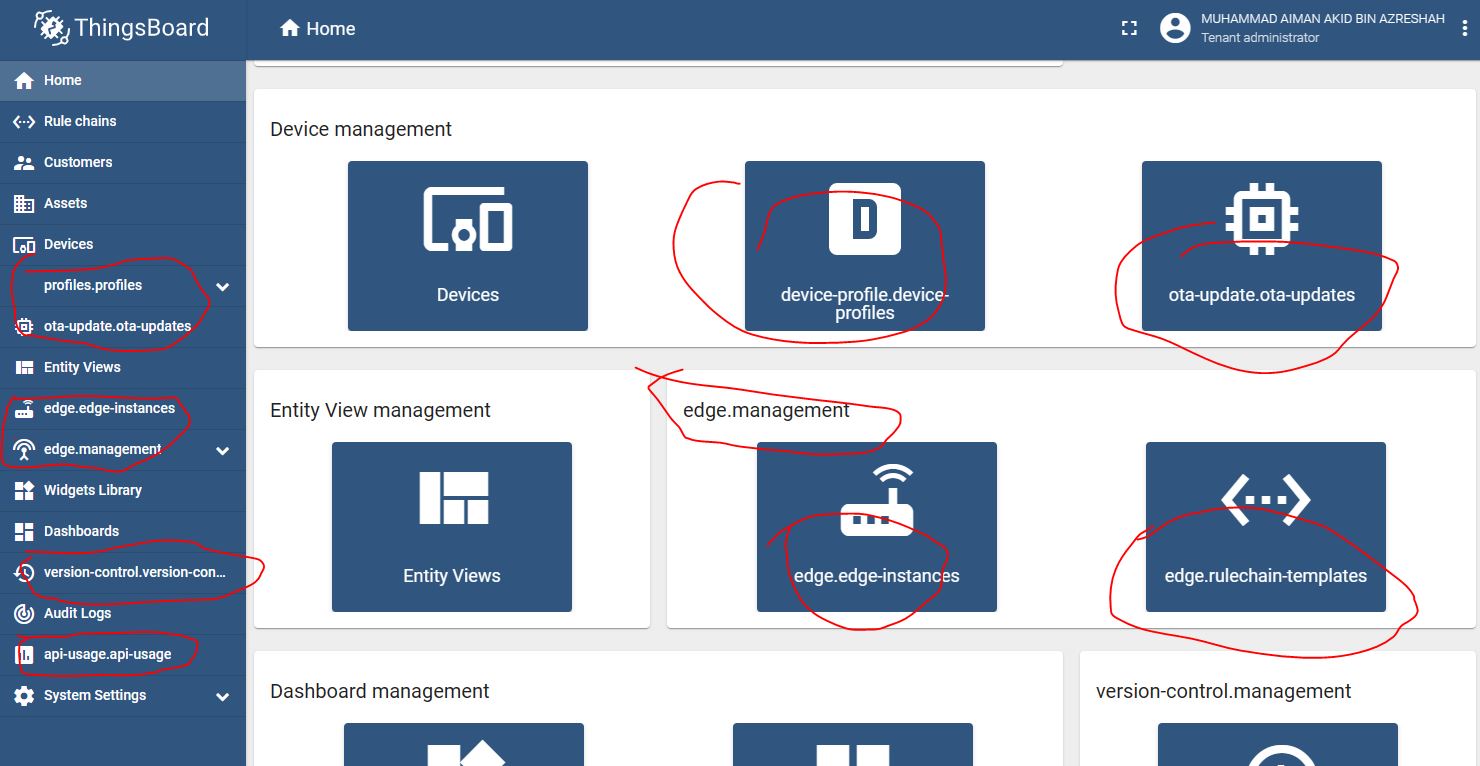 ThingsBoard
Home
MUHAMMAD AIMAN AKID BIN AZRESHAH
Tenant administrator
Home
Rule chains
Customers
Assets
Devices
profiles.profiles
ota-update.ota-updates
Entity Views
edge.edge-instances
edge.management
Widgets Library
Dashboards
version-control.version-con...
Audit Logs
api-usage.api-usage
System Settings
Device management
Devices
D
device-profile.device-
profiles
ota-update.ota-updates
Entity View management
Entity Views
edge.management
edge.edge-instances
edge.rulechain-templates
Dashboard management
version-control.management